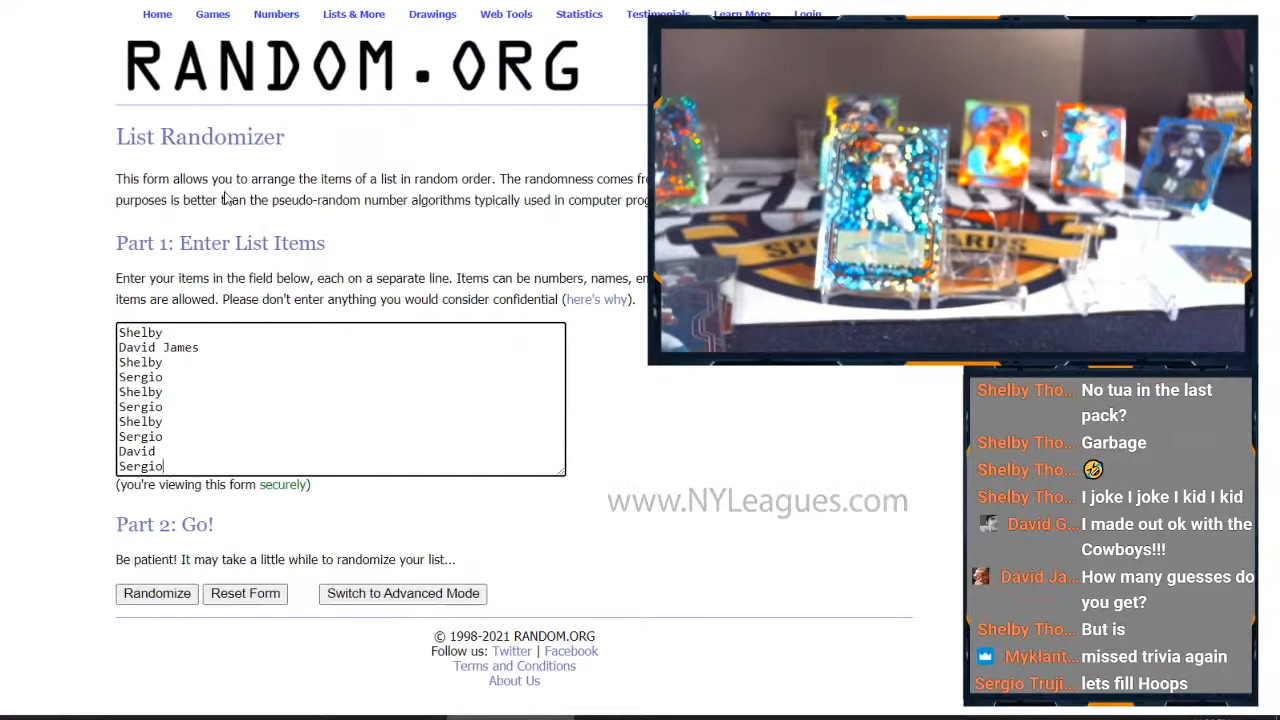 Home Games Numbers Lists & More Drawings Web Tools Statistics Testimonials Learn More Login
RANDOM.ORG
List Randomizer
This form allows you to arrange the items of a list in random order. The randomness comes
purposes is better than the pseudo-random number algorithms typically used in computer
Part 1: Enter List Items
Enter your items in the field below, each on a separate line. Items can be numbers, names,
items are allowed. Please don't enter anything you would consider confidential (here's why).
Shelby
David James
Shelby
Sergio
Shelby
Sergio
Shelby
Sergio
David
Sergio
(you're viewing this form securely)
www.NYLeagues.com
Part 2: Go!
Be patient! It may take a little while to randomize your list...
Randomize Reset Form Switch to Advanced Mode
© 1998-2021 RANDOM.ORG
Follow us: Twitter | Facebook
Terms and Conditions
About Us
Shelby Tho... No tua in the last
pack?
Shelby Tho... Garbage
Shelby Tho... 🤣
Shelby Tho... I joke I joke I kid I kid
David G... I made out ok with the
Cowboys!!!
David Ja... How many guesses do
you get?
Shelby Tho... But is
Myklant... missed trivia again
Sergio Truji... lets fill Hoops